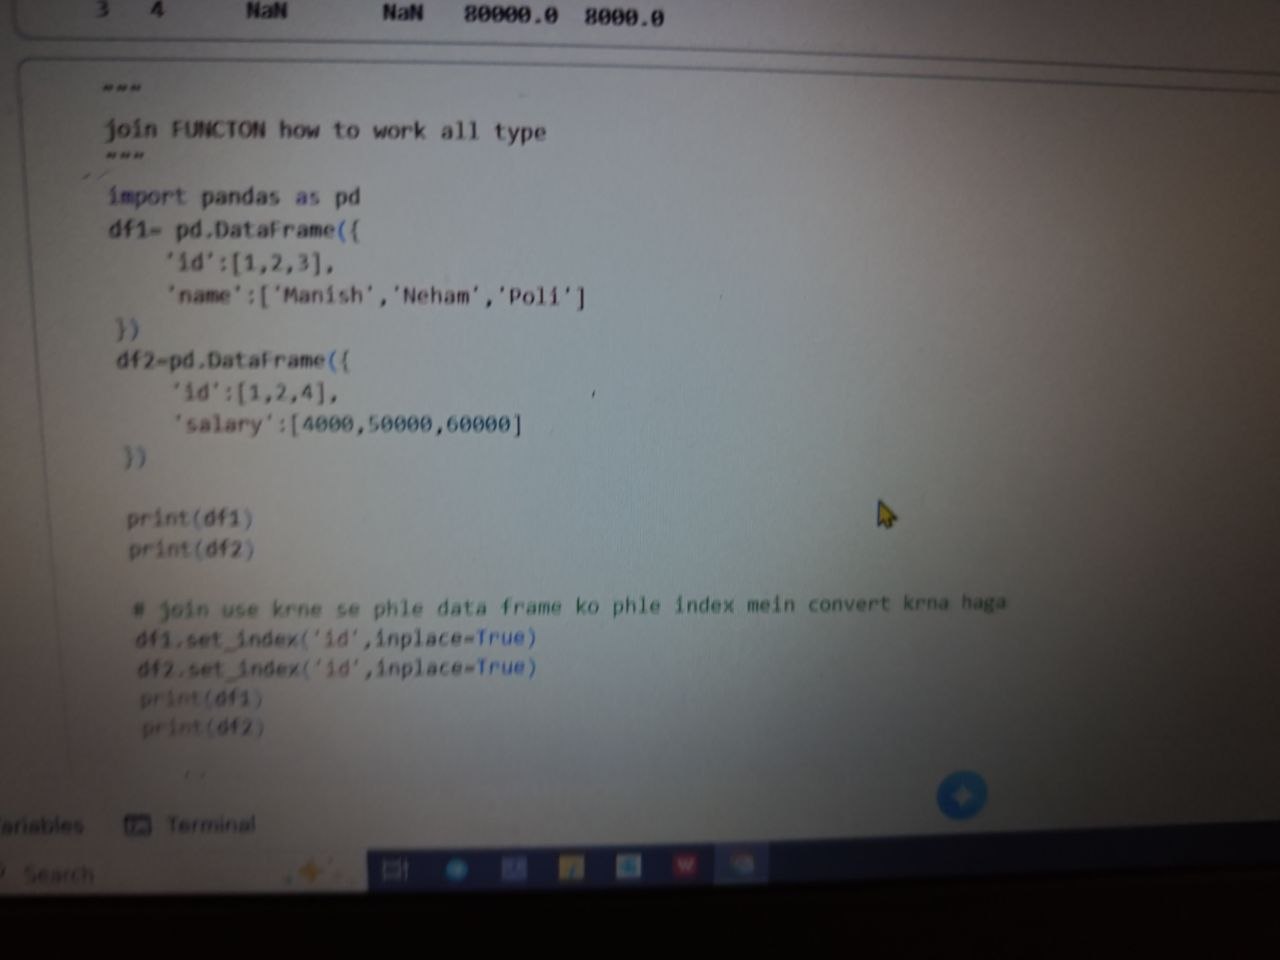 3 4 NaN NaN 80000.0 8000.0
"""
join FUNCTON how to work all type
"""
import pandas as pd
df1= pd.DataFrame({
'id':[1,2,3],
'name':['Manish','Neham','Poli']
})
df2=pd.DataFrame({
'id':[1,2,4],
'salary':[4000,50000,60000]
})
print(df1)
print(df2)
# join use krne se phle data frame ko phle index mein convert krna haga
df1.set_index('id',inplace=True)
df2.set_index('id',inplace=True)
print(df1)
print(df2)
ariables Terminal
Search